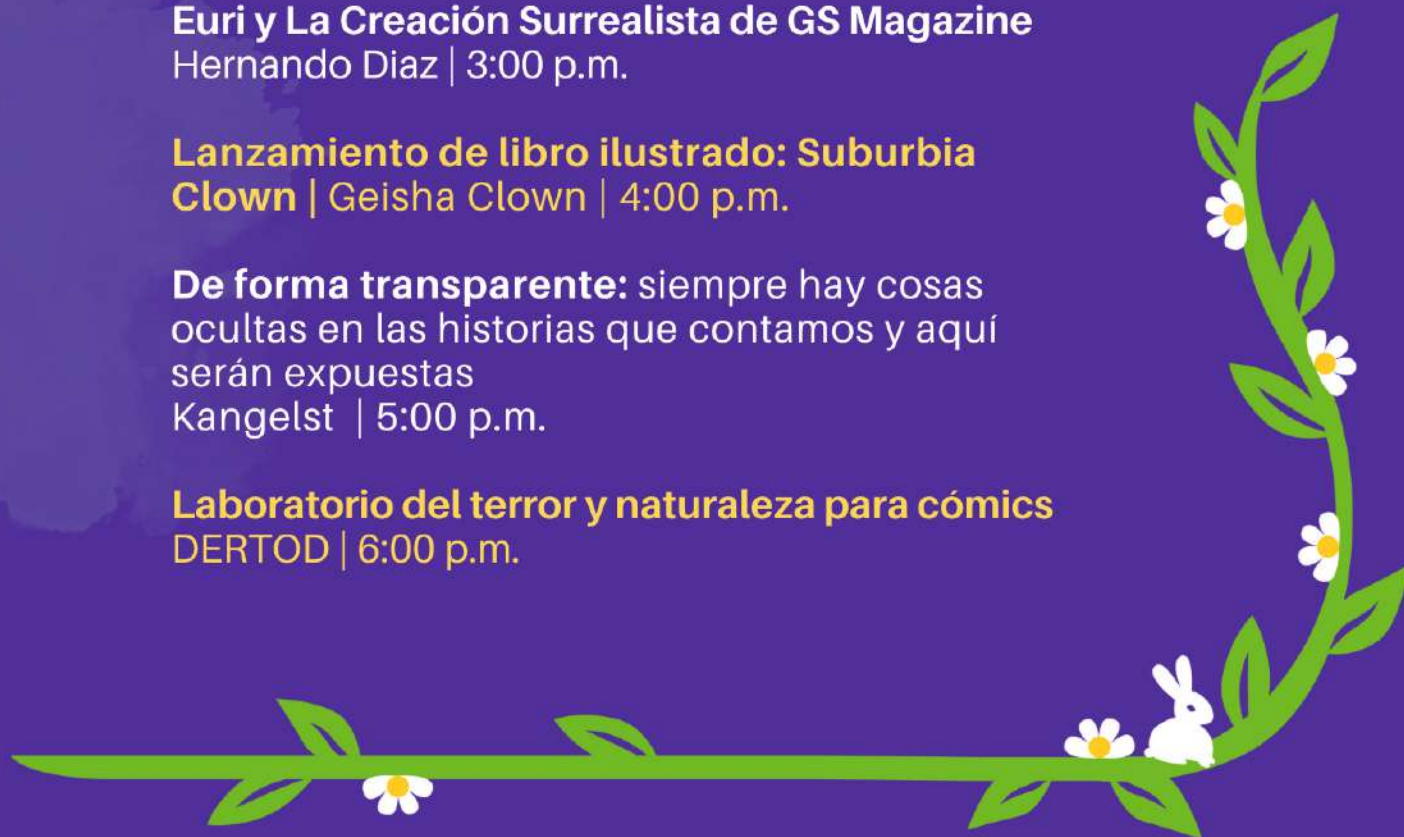 Euri y La Creación Surrealista de GS Magazine
Hernando Diaz | 3:00 p.m.
Lanzamiento de libro ilustrado: Suburbia
Clown | Geisha Clown | 4:00 p.m.
De forma transparente: siempre hay cosas
ocultas en las historias que contamos y aquí
serán expuestas
Kangelst | 5:00 p.m.
Laboratorio del terror y naturaleza para cómics
DERTOD | 6:00 p.m.